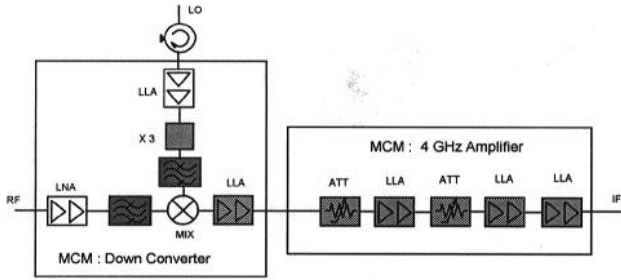 LO
LLA
X 3
MCM : 4 GHz Amplifier
LNA
LLA
ATT
LLA
ATT
LLA
LLA
RF
IF
MIX
MCM : Down Converter